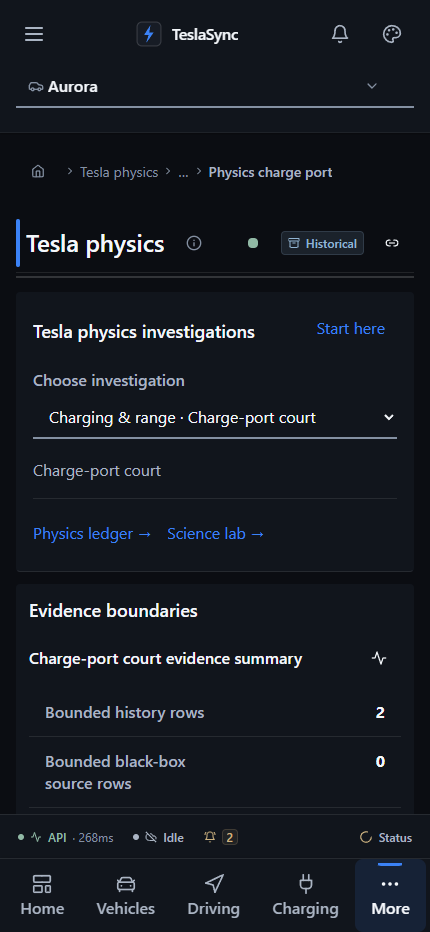 TeslaSync
Aurora
Tesla physics
...
Physics charge port
Tesla physics
Historical
Tesla physics investigations
Start here
Choose investigation
Charging & range · Charge-port court
Charge-port court
Physics ledger →
Science lab →
Evidence boundaries
Charge-port court evidence summary
Bounded history rows
2
Bounded black-box
source rows
0
API · 268ms
Idle
2
Status
Home
Vehicles
Driving
Charging
More